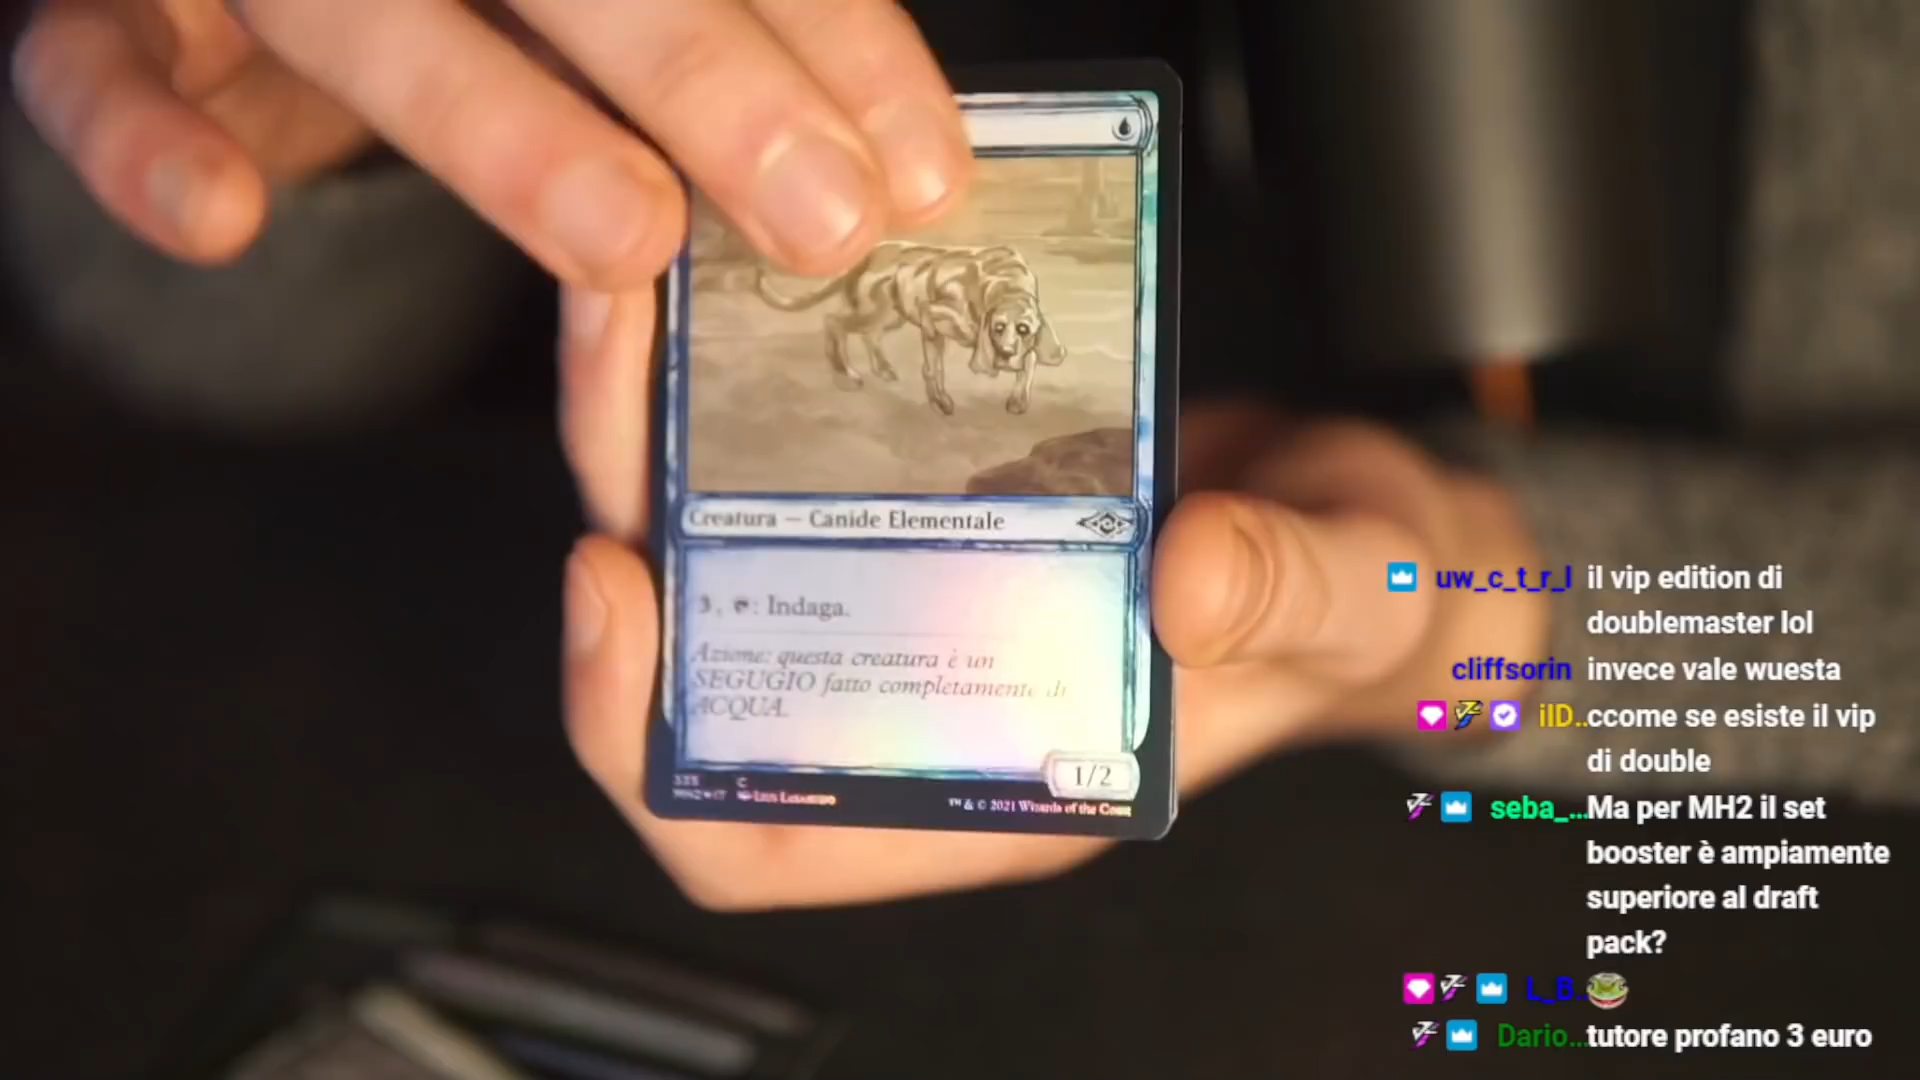 Creatura — Canide Elementale
3, : Indaga.
Azione: questa creatura è un
SEGUGIO fatto completamente di
ACQUA.
1/2
C
™ & © 2021 Wizards of the Coast
uw_c_t_r_l il vip edition di
doublemaster lol
cliffsorin invece vale wuesta
ilD..ccome se esiste il vip
di double
seba_...Ma per MH2 il set
booster è ampiamente
superiore al draft
pack?
L_B..
Dario...tutore profano 3 euro